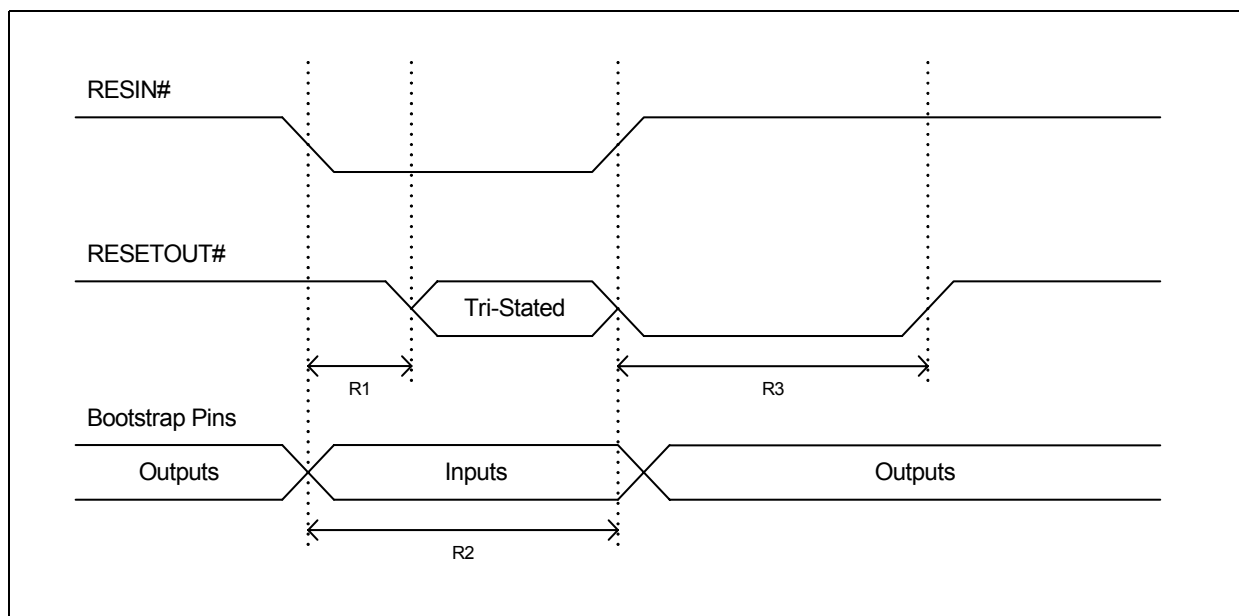 RESIN#
RESETOUT#
Tri-Stated
R1
R3
Bootstrap Pins
Outputs
Inputs
Outputs
R2